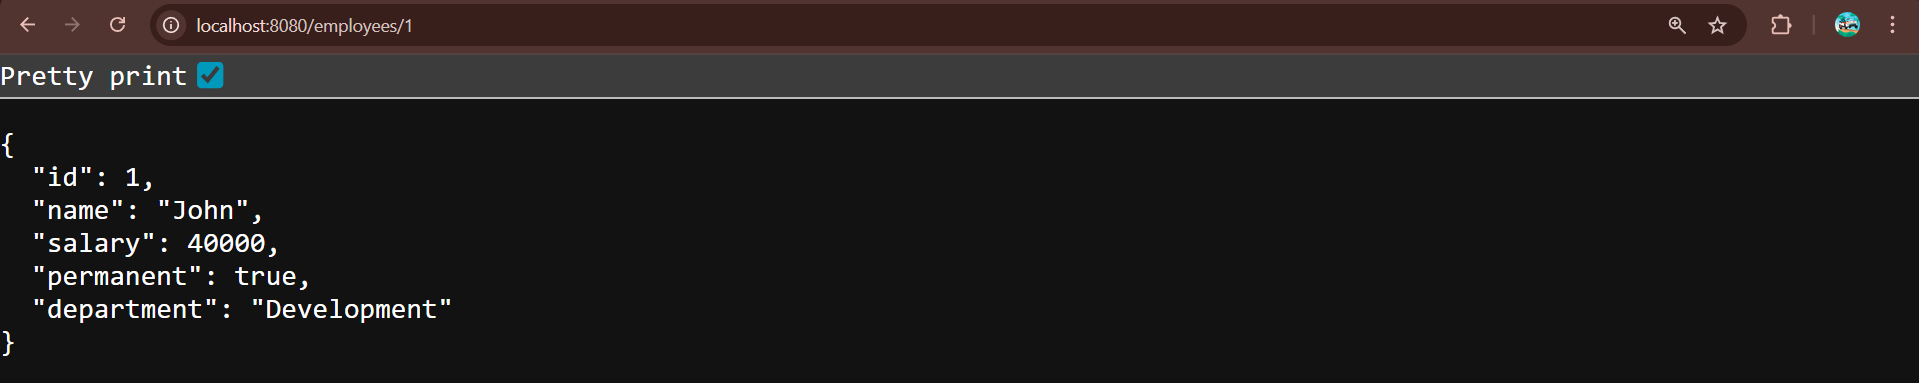 localhost:8080/employees/1
Pretty print
{
  "id": 1,
  "name": "John",
  "salary": 40000,
  "permanent": true,
  "department": "Development"
}